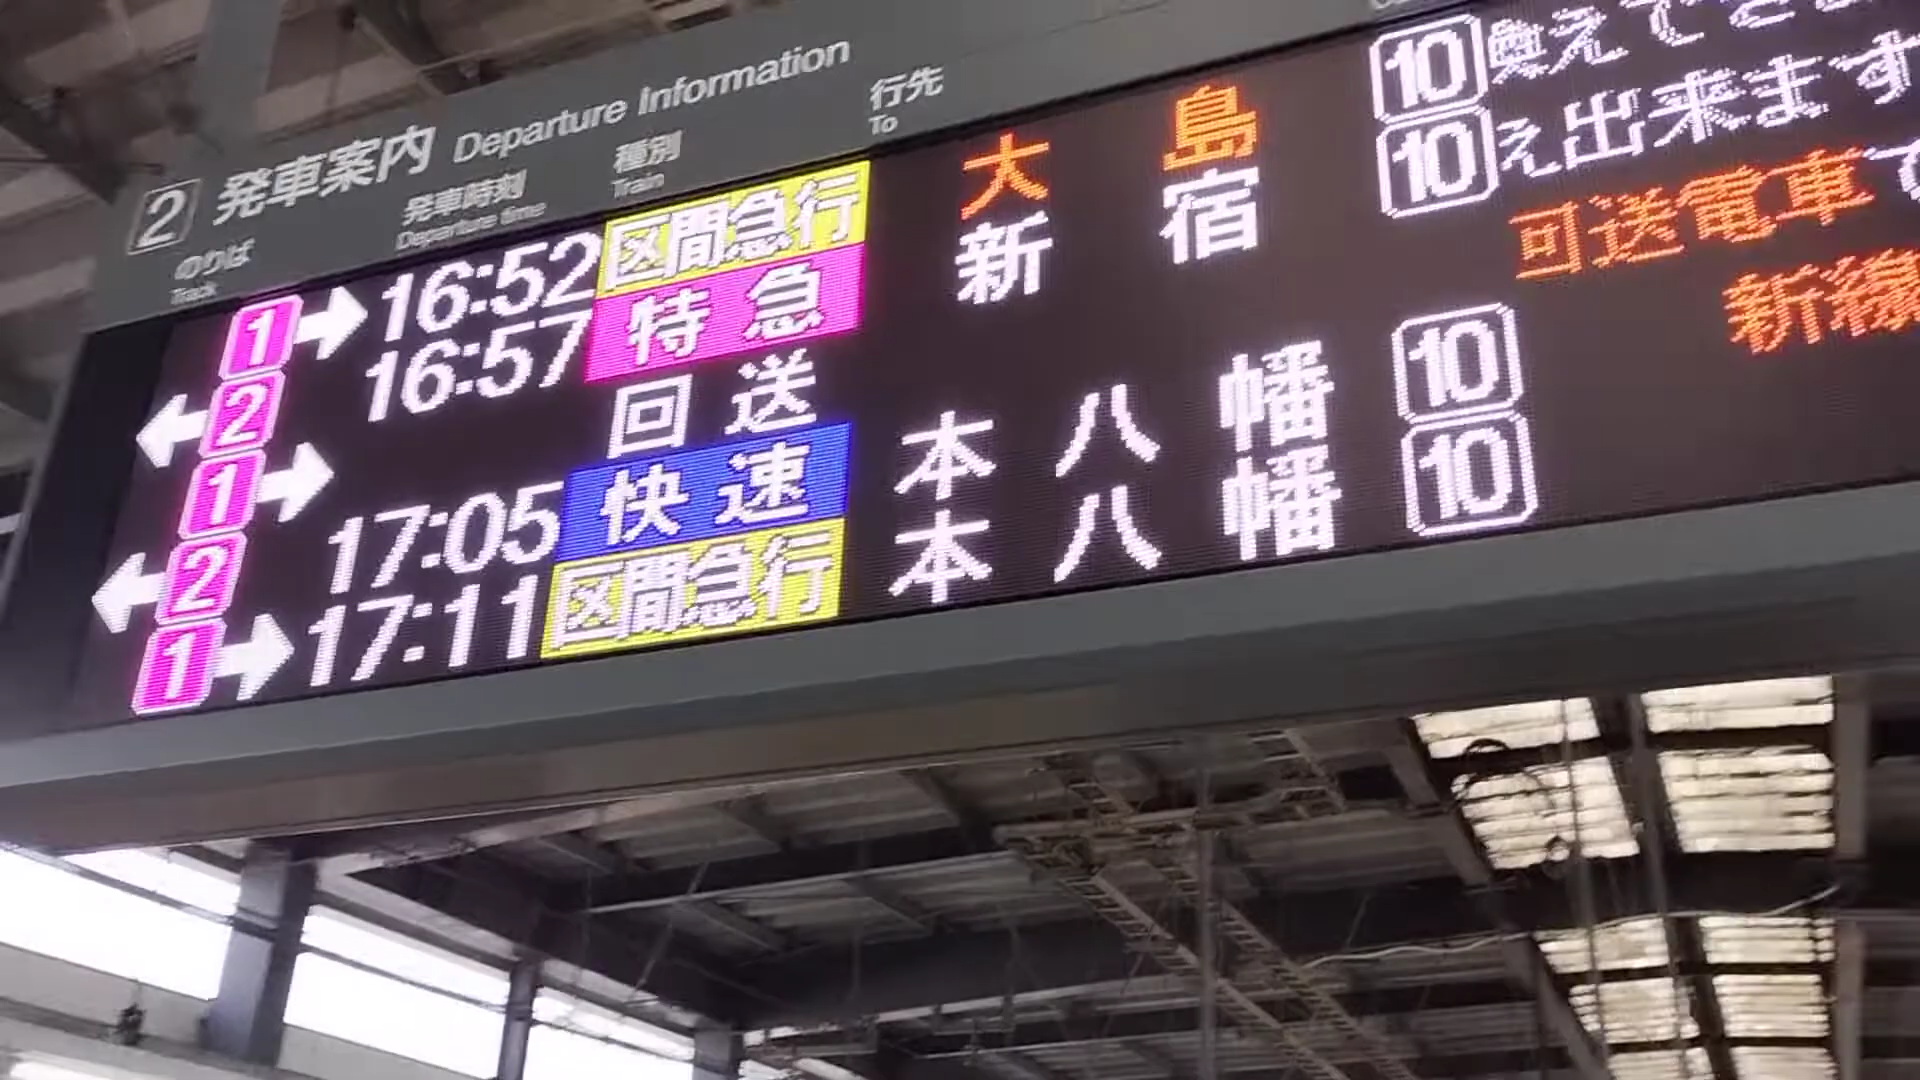 2 発車案内 Departure Information
のりば 発車時刻 種別 行先
Track Departure time Train To
1 → 16:52 区間急行 大島 10
← 2 16:57 特急 新宿 10
1 → 回送
← 2 17:05 快速 本八幡 10
1 → 17:11 区間急行 本八幡 10
えでき
え出来ます
回送電車で
新線